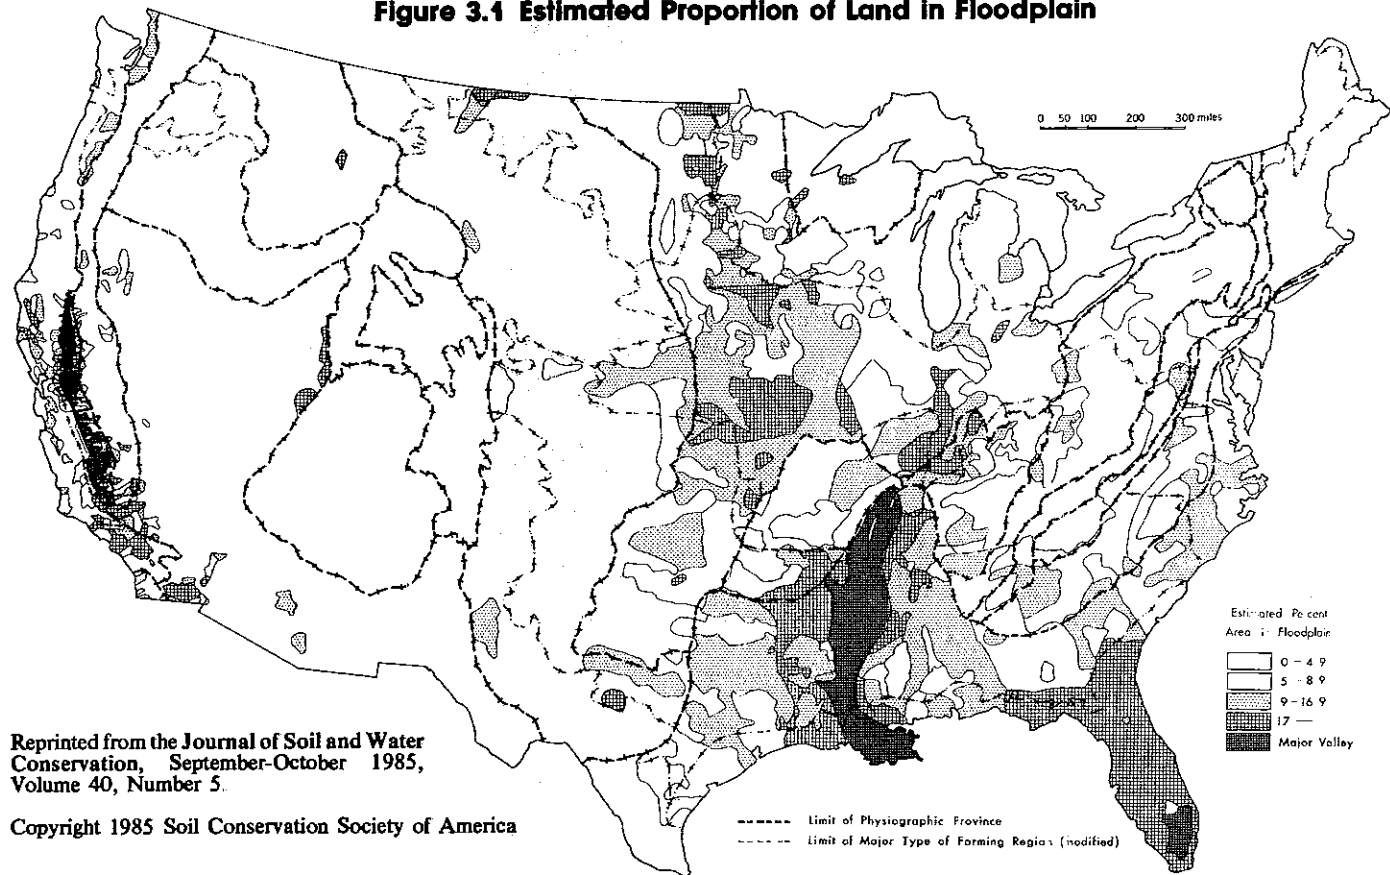 Figure 3.1 Estimated Proportion of Land in Floodplain
0 50 100 200 300 miles
Area in Floodplain
0 - 4 9
5 - 8 9
9 - 16 9
17 —
Major Valley
Reprinted from the Journal of Soil and Water
Conservation, September-October 1985,
Volume 40, Number 5.
Copyright 1985 Soil Conservation Society of America
Limit of Physiographic Province
Limit of Major Type of Farming Region (modified)